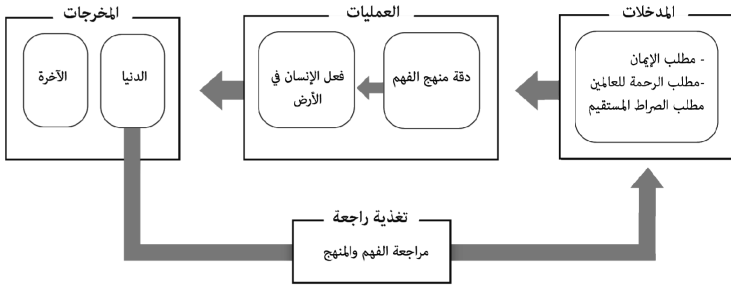 المدخلات
- مطلب الإيمان
-مطلب الرحمة للعالمين
مطلب الصراط المستقيم
العمليات
دقة منهج الفهم
فعل الإنسان في
الأرض
المخرجات
الدنيا
الآخرة
تغذية راجعة
مراجعة الفهم والمنهج